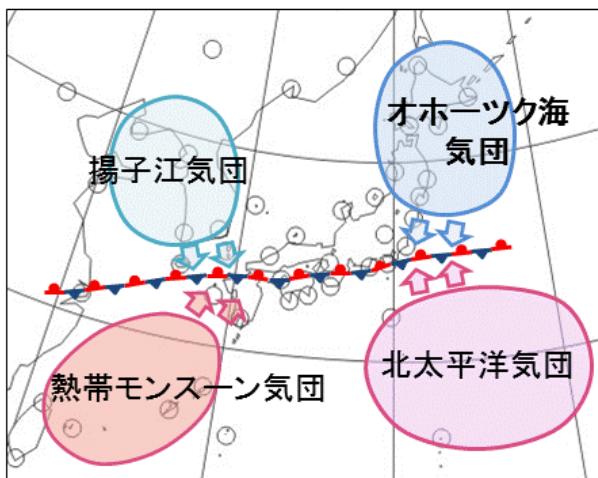 オホーツク海
気団
揚子江気団
熱帯モンスーン気団
北太平洋気団